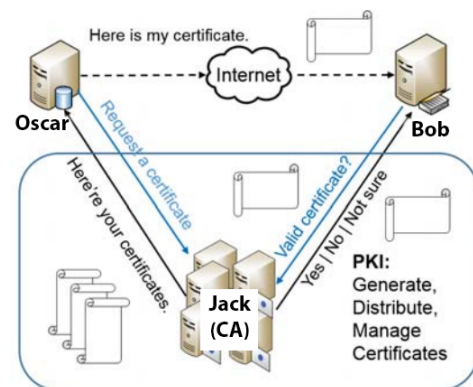 Here is my certificate.
Internet
Oscar
Bob
Request a certificate
Here're your certificates.
Valid certificate?
Yes | No | Not sure
Jack
(CA)
PKI:
Generate,
Distribute,
Manage
Certificates